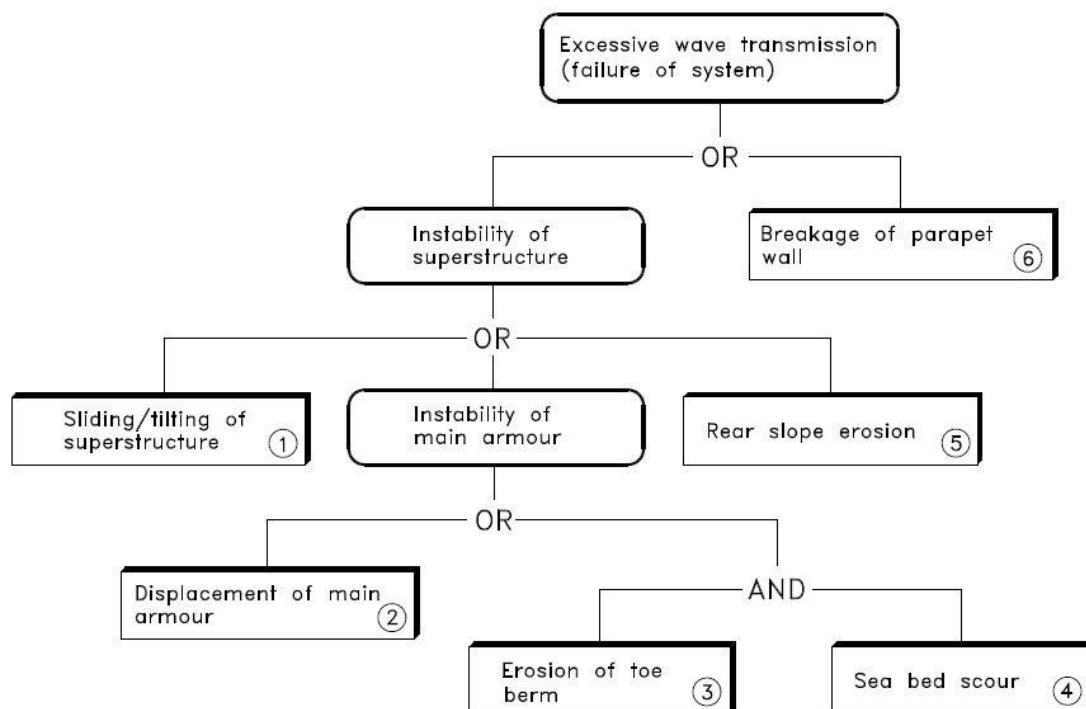 Excessive wave transmission
(failure of system)
OR
Instability of
superstructure
Breakage of parapet
wall
6
OR
Sliding/tilting of
superstructure
1
Instability of
main armour
Rear slope erosion
5
OR
Displacement of main
armour
2
AND
Erosion of toe
berm
3
Sea bed scour
4